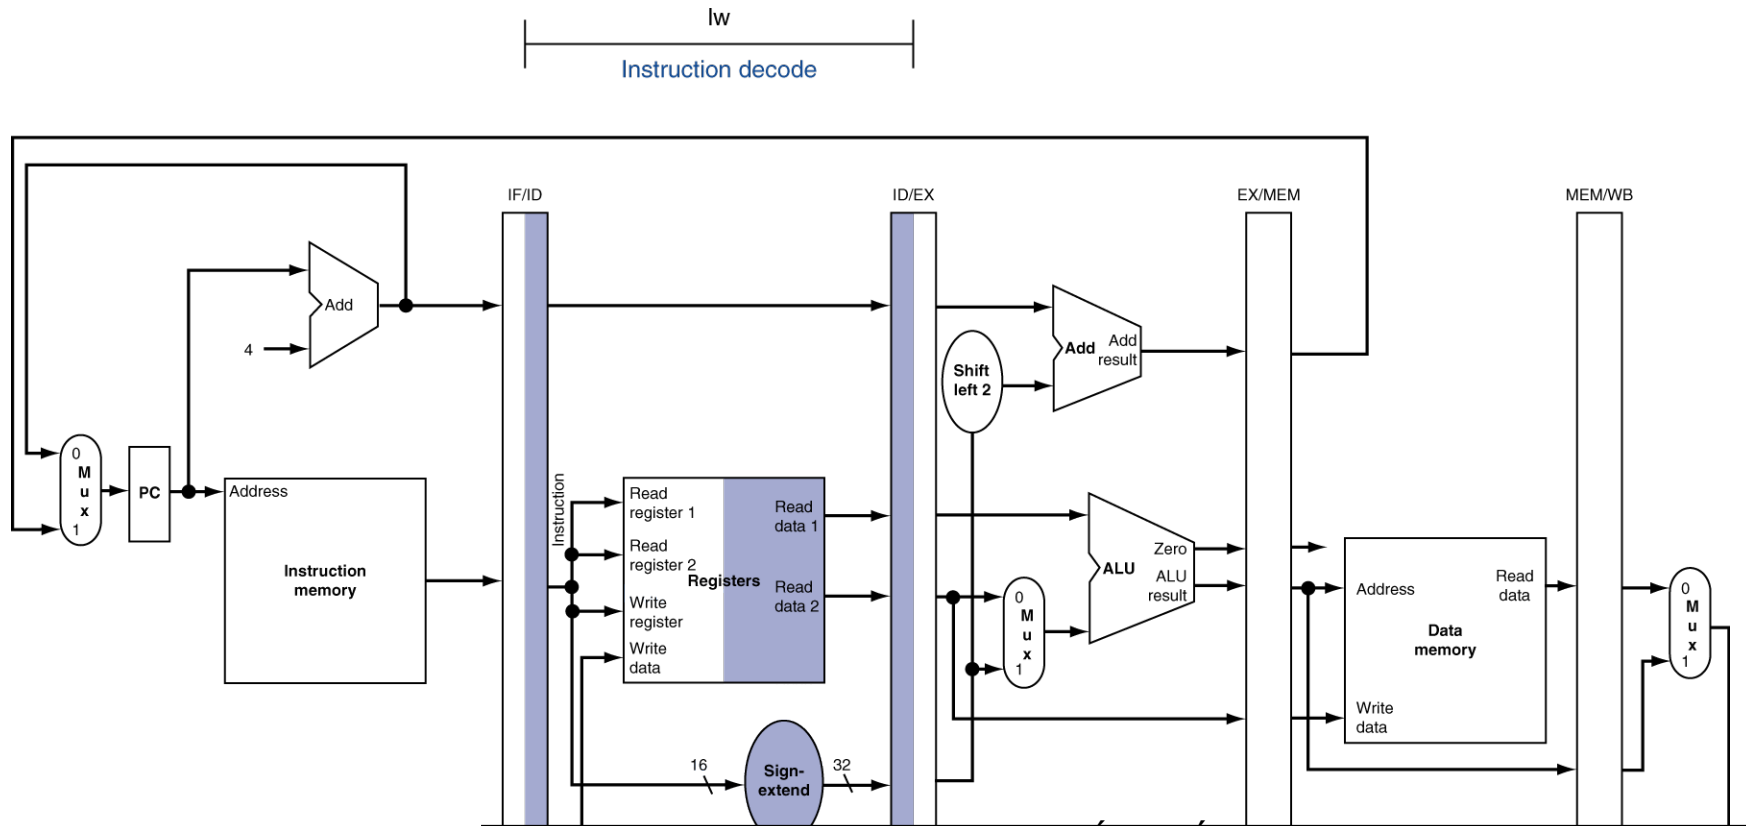 lw
Instruction decode
IF/ID
ID/EX
EX/MEM
MEM/WB
Add
4
Add
Add
result
Shift
left 2
0
M
u
x
1
PC
Address
Instruction
memory
Instruction
Read
register 1
Read
register 2
Write
register
Write
data
Registers
Read
data 1
Read
data 2
16
Sign-
extend
32
0
M
u
x
1
ALU
Zero
ALU
result
Address
Read
data
Data
memory
Write
data
0
M
u
x
1